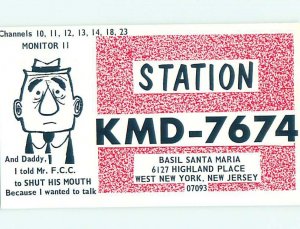 Channels 10, 11, 12, 13, 14, 18, 23
MONITOR 11
STATION
KMD-7674
And Daddy,
I told Mr. F.C.C.
to SHUT HIS MOUTH
Because I wanted to talk
BASIL SANTA MARIA
6127 HIGHLAND PLACE
WEST NEW YORK, NEW JERSEY
07093